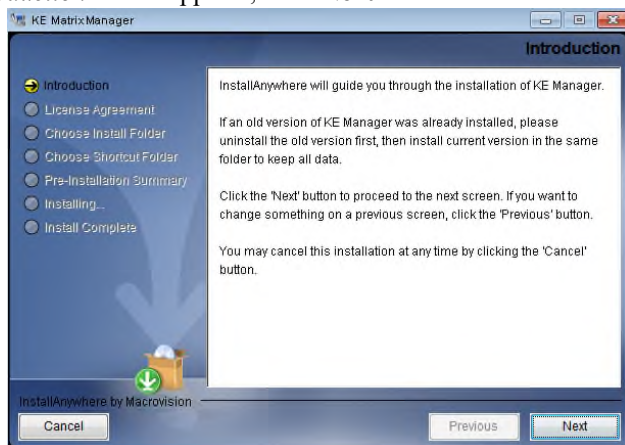 KE MatrixManager
Introduction
Introduction
License Agreement
Choose Install Folder
Choose Shortcut Folder
Pre-Installation Summary
Installing...
Install Complete
InstallAnywhere will guide you through the installation of KE Manager.
If an old version of KE Manager was already installed, please
uninstall the old version first, then install current version in the same
folder to keep all data.
Click the 'Next' button to proceed to the next screen. If you want to
change something on a previous screen, click the 'Previous' button.
You may cancel this installation at any time by clicking the 'Cancel'
button.
InstallAnywhere by Macrovision
Cancel
Previous
Next